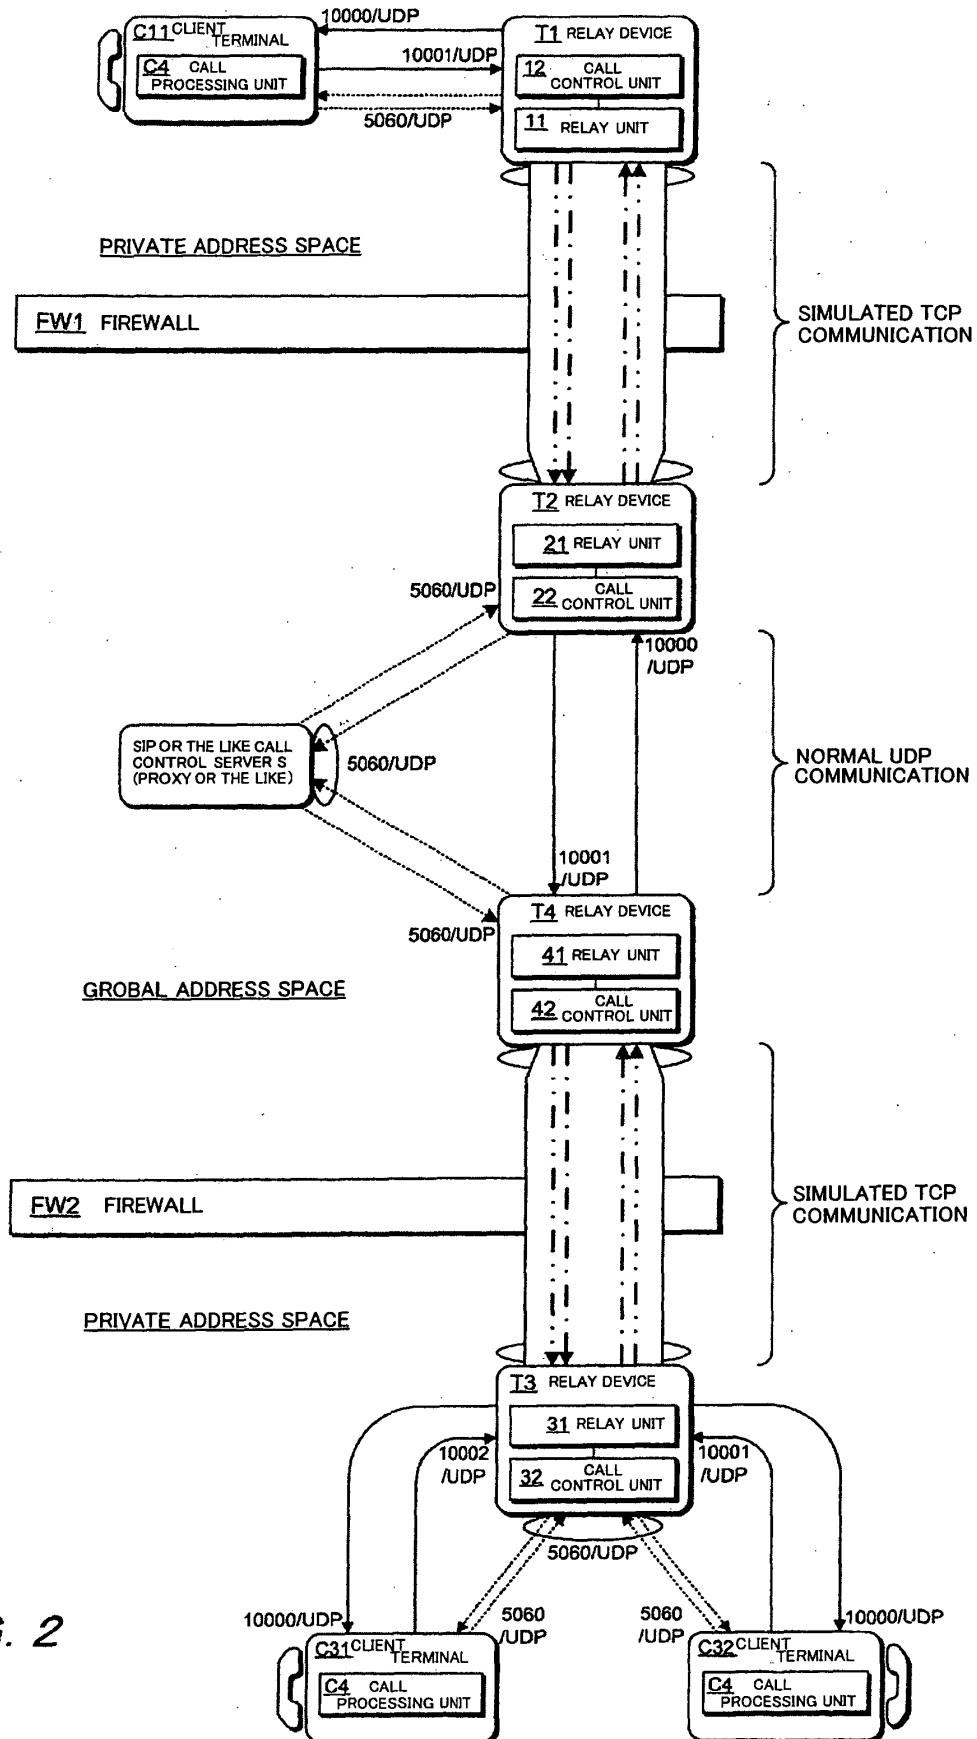 10000/UDP
C11 CLIENT
TERMINAL
C4 CALL
PROCESSING UNIT
10001/UDP
5060/UDP
T1 RELAY DEVICE
12 CALL
CONTROL UNIT
11 RELAY UNIT
PRIVATE ADDRESS SPACE
FW1 FIREWALL
SIMULATED TCP
COMMUNICATION
T2 RELAY DEVICE
21 RELAY UNIT
22 CALL
CONTROL UNIT
5060/UDP
10000
/UDP
SIP OR THE LIKE CALL
CONTROL SERVER S
(PROXY OR THE LIKE)
5060/UDP
NORMAL UDP
COMMUNICATION
10001
/UDP
5060/UDP
T4 RELAY DEVICE
41 RELAY UNIT
42 CALL
CONTROL UNIT
GROBAL ADDRESS SPACE
FW2 FIREWALL
SIMULATED TCP
COMMUNICATION
PRIVATE ADDRESS SPACE
T3 RELAY DEVICE
31 RELAY UNIT
32 CALL
CONTROL UNIT
10002
/UDP
10001
/UDP
5060/UDP
10000/UDP
5060
/UDP
5060
/UDP
10000/UDP
C31 CLIENT
TERMINAL
C4 CALL
PROCESSING UNIT
C32 CLIENT
TERMINAL
C4 CALL
PROCESSING UNIT
2